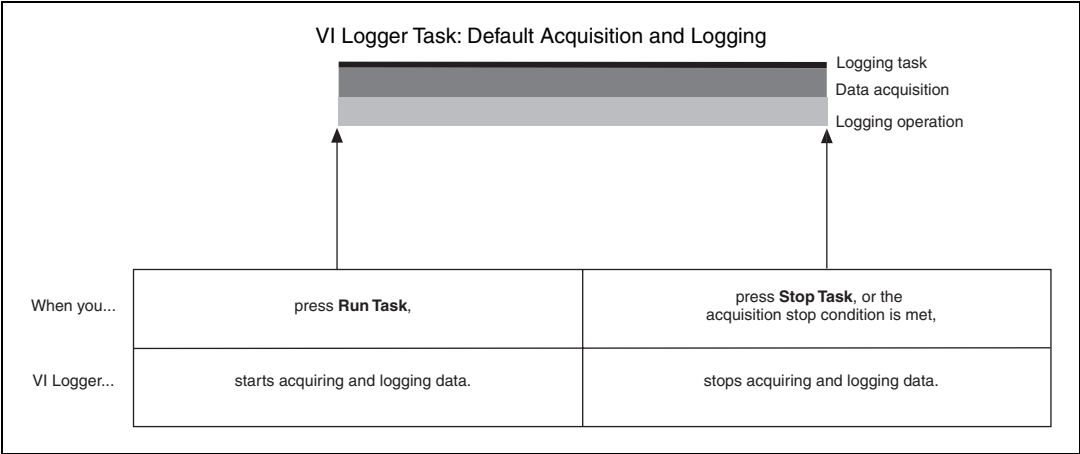 VI Logger Task: Default Acquisition and Logging
Logging task
Data acquisition
Logging operation
When you...
press Run Task,
press Stop Task, or the
acquisition stop condition is met,
VI Logger...
starts acquiring and logging data.
stops acquiring and logging data.